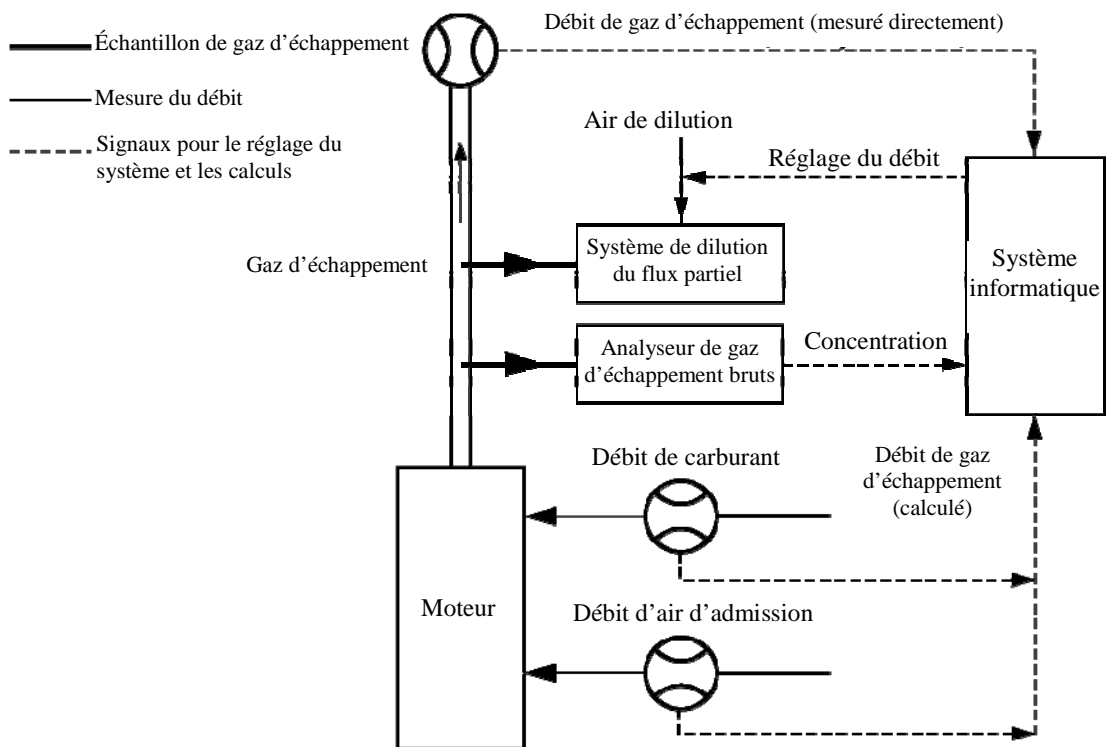 Débit de gaz d'échappement (mesuré directement)
Échantillon de gaz d'échappement
Mesure du débit
Signaux pour le réglage du
système et les calculs
Air de dilution
Réglage du débit
Gaz d'échappement
Système de dilution
du flux partiel
Système
informatique
Analyseur de gaz
d'échappement bruts
Concentration
Débit de carburant
Débit de gaz
d'échappement
(calculé)
Moteur
Débit d'air d'admission